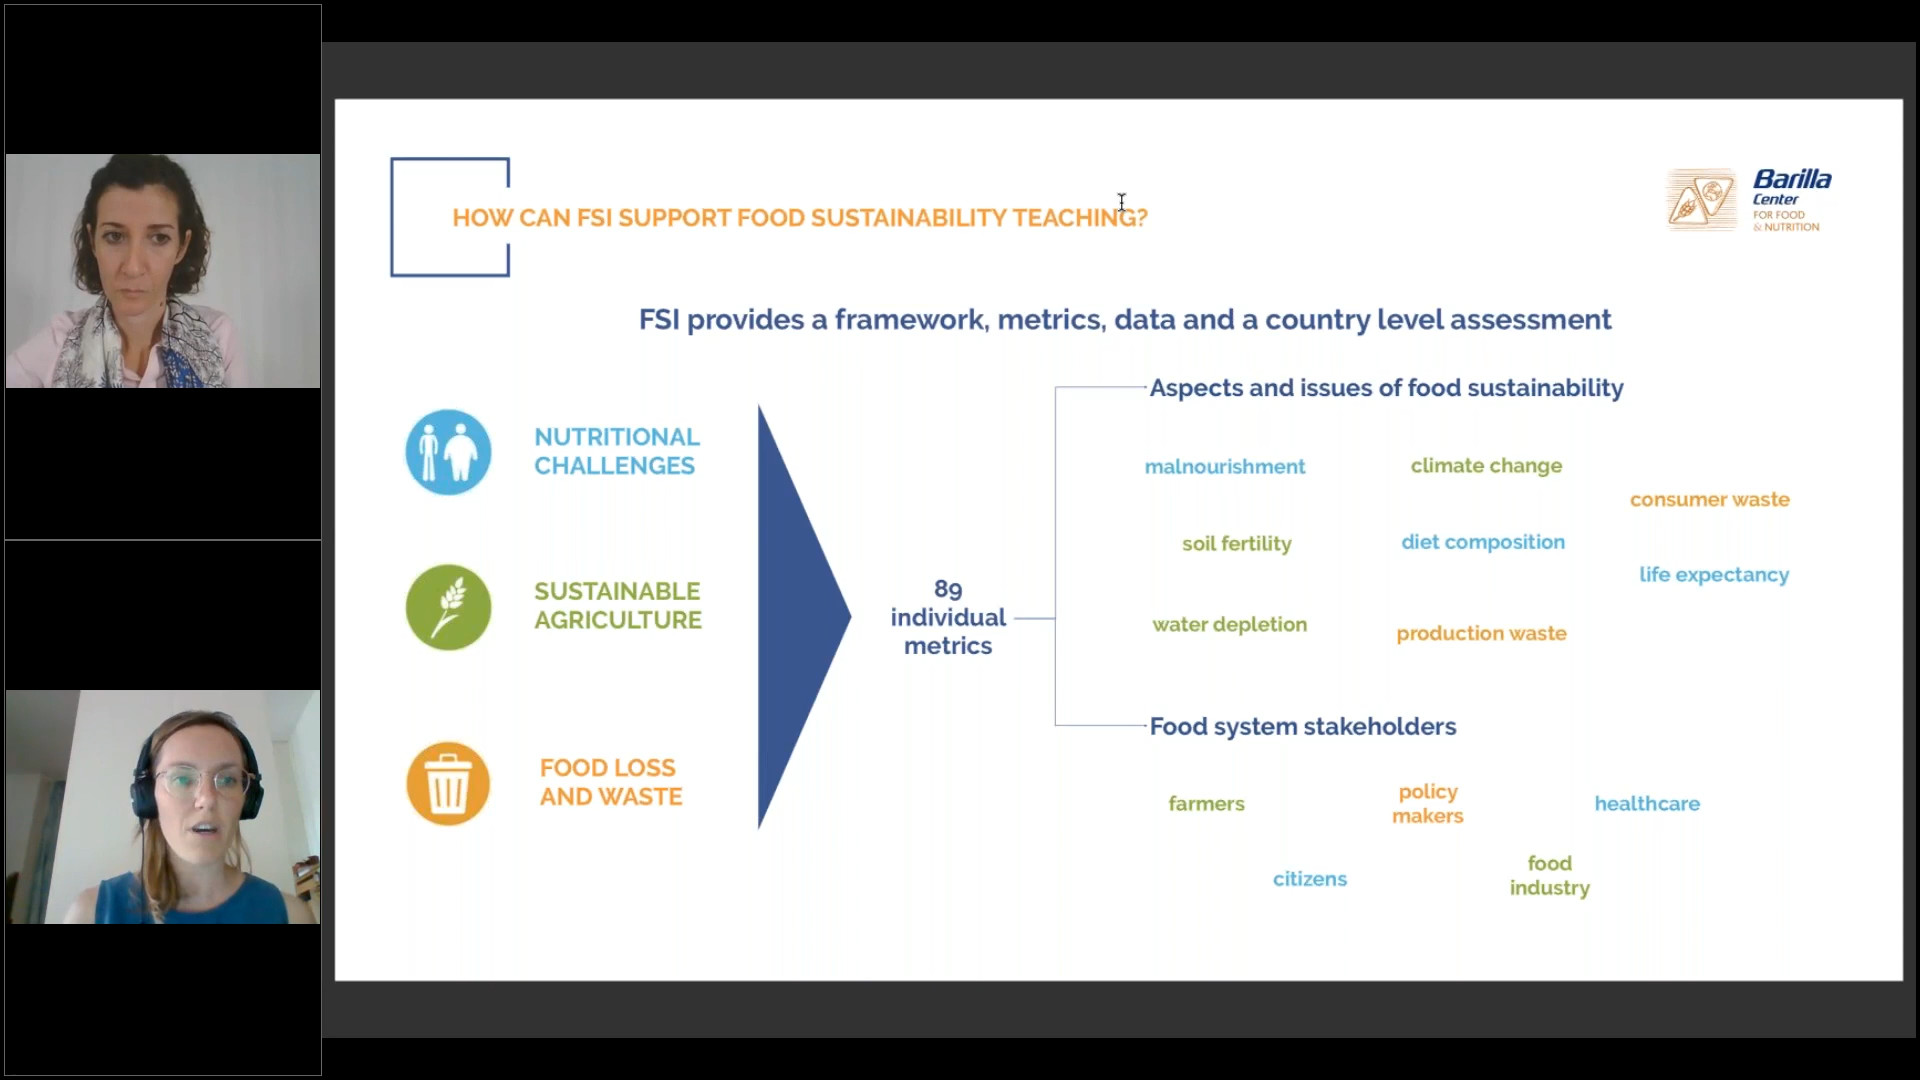 HOW CAN FSI SUPPORT FOOD SUSTAINABILITY TEACHING?
Barilla
Center
FOR FOOD
& NUTRITION
FSI provides a framework, metrics, data and a country level assessment
NUTRITIONAL
CHALLENGES
SUSTAINABLE
AGRICULTURE
FOOD LOSS
AND WASTE
89
individual
metrics
Aspects and issues of food sustainability
malnourishment
climate change
consumer waste
soil fertility
diet composition
life expectancy
water depletion
production waste
Food system stakeholders
farmers
policy
makers
healthcare
citizens
food
industry